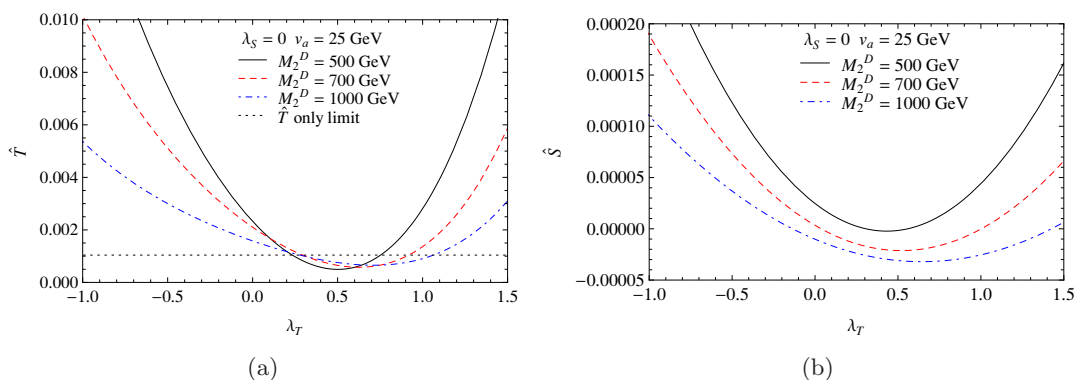 λ_S = 0 v_a = 25 GeV
M_2^D = 500 GeV
M_2^D = 700 GeV
M_2^D = 1000 GeV
T̂ only limit
0.010
0.008
0.006
0.004
0.002
0.000
T̂
−1.0 −0.5 0.0 0.5 1.0 1.5
λ_T
(a)
λ_S = 0 v_a = 25 GeV
M_2^D = 500 GeV
M_2^D = 700 GeV
M_2^D = 1000 GeV
0.00020
0.00015
0.00010
0.00005
0.00000
−0.00005
Ŝ
−1.0 −0.5 0.0 0.5 1.0 1.5
λ_T
(b)